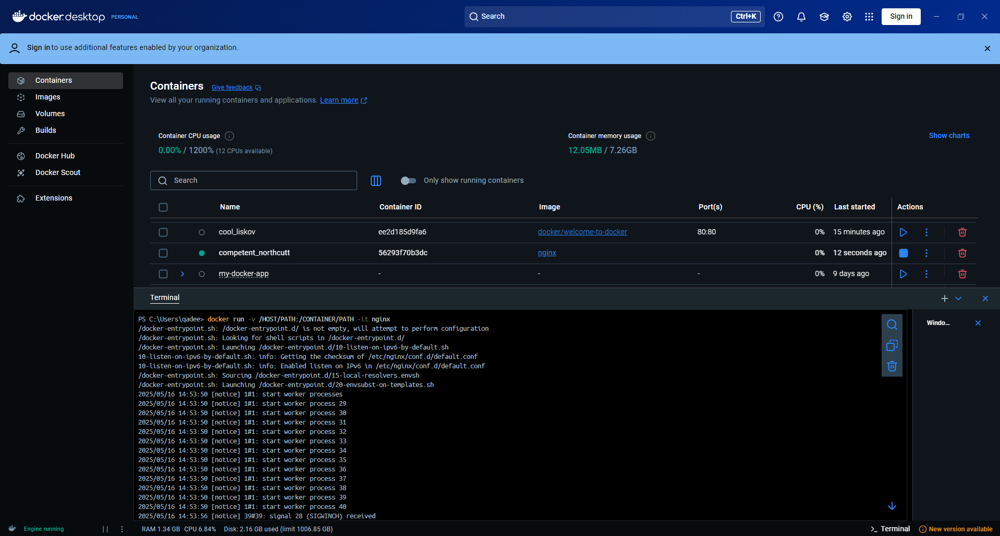 docker.desktop PERSONAL
Search Ctrl+K Sign in
Sign in to use additional features enabled by your organization.
Containers
Images
Volumes
Builds
Docker Hub
Docker Scout
Extensions
Containers Give feedback
View all your running containers and applications. Learn more
Container CPU usage
0.00% / 1200% (12 CPUs available)
Container memory usage
12.05MB / 7.26GB
Show charts
Search Only show running containers
Name Container ID Image Port(s) CPU (%) Last started Actions
cool_liskov ee2d185d9fa6 docker/welcome-to-docker 80:80 0% 15 minutes ago
competent_northcutt 56293f70b3dc nginx 0% 12 seconds ago
my-docker-app - - - 0% 9 days ago
Terminal
PS C:\Users\qadee> docker run -v /HOST/PATH:/CONTAINER/PATH -it nginx
/docker-entrypoint.sh: /docker-entrypoint.d/ is not empty, will attempt to perform configuration
/docker-entrypoint.sh: Looking for shell scripts in /docker-entrypoint.d/
/docker-entrypoint.sh: Launching /docker-entrypoint.d/10-listen-on-ipv6-by-default.sh
10-listen-on-ipv6-by-default.sh: info: Getting the checksum of /etc/nginx/conf.d/default.conf
10-listen-on-ipv6-by-default.sh: info: Enabled listen on IPv6 in /etc/nginx/conf.d/default.conf
/docker-entrypoint.sh: Sourcing /docker-entrypoint.d/15-local-resolvers.envsh
/docker-entrypoint.sh: Launching /docker-entrypoint.d/20-envsubst-on-templates.sh
2025/05/16 14:53:50 [notice] 1#1: start worker processes
2025/05/16 14:53:50 [notice] 1#1: start worker process 29
2025/05/16 14:53:50 [notice] 1#1: start worker process 30
2025/05/16 14:53:50 [notice] 1#1: start worker process 31
2025/05/16 14:53:50 [notice] 1#1: start worker process 32
2025/05/16 14:53:50 [notice] 1#1: start worker process 33
2025/05/16 14:53:50 [notice] 1#1: start worker process 34
2025/05/16 14:53:50 [notice] 1#1: start worker process 35
2025/05/16 14:53:50 [notice] 1#1: start worker process 36
2025/05/16 14:53:50 [notice] 1#1: start worker process 37
2025/05/16 14:53:50 [notice] 1#1: start worker process 38
2025/05/16 14:53:50 [notice] 1#1: start worker process 39
2025/05/16 14:53:50 [notice] 1#1: start worker process 40
2025/05/16 14:53:56 [notice] 39#39: signal 28 (SIGWINCH) received
Windo...
Engine running RAM 1.34 GB CPU 6.84% Disk: 2.16 GB used (limit 1006.85 GB) >_ Terminal New version available